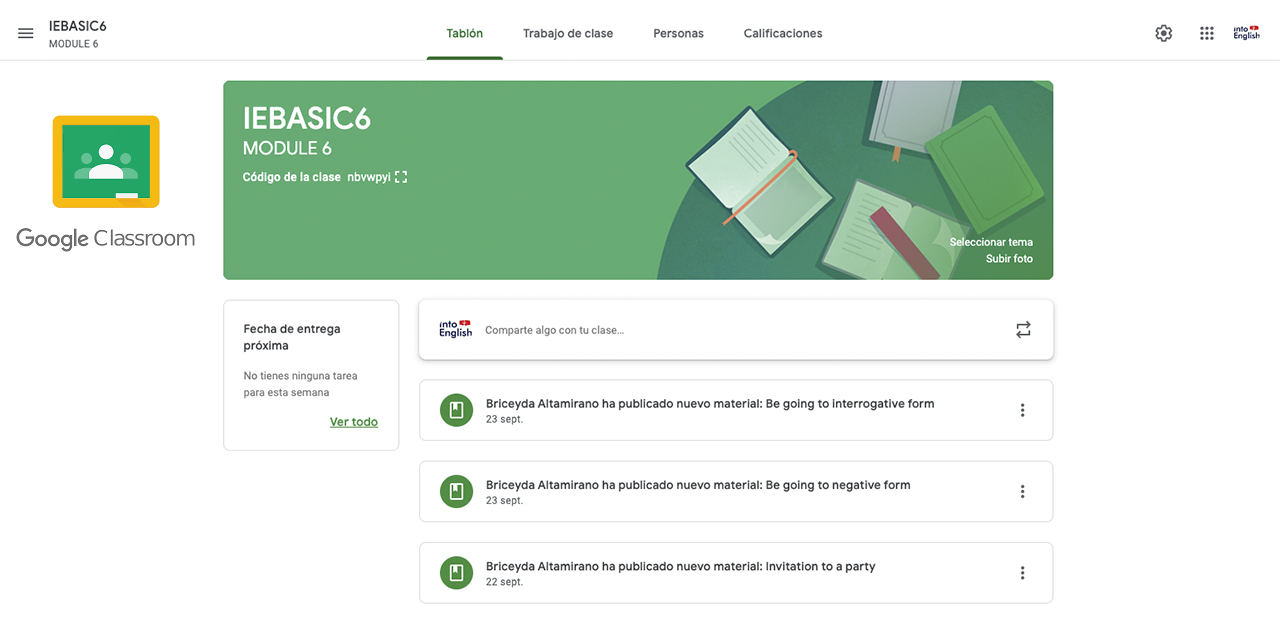 IEBASIC6
MODULE 6
Tablón
Trabajo de clase
Personas
Calificaciones
into
English
Google Classroom
IEBASIC6
MODULE 6
Código de la clase nbvwpyi
Seleccionar tema
Subir foto
Fecha de entrega
próxima
No tienes ninguna tarea
para esta semana
Ver todo
into
English
Comparte algo con tu clase...
Briceyda Altamirano ha publicado nuevo material: Be going to interrogative form
23 sept.
Briceyda Altamirano ha publicado nuevo material: Be going to negative form
23 sept.
Briceyda Altamirano ha publicado nuevo material: Invitation to a party
22 sept.